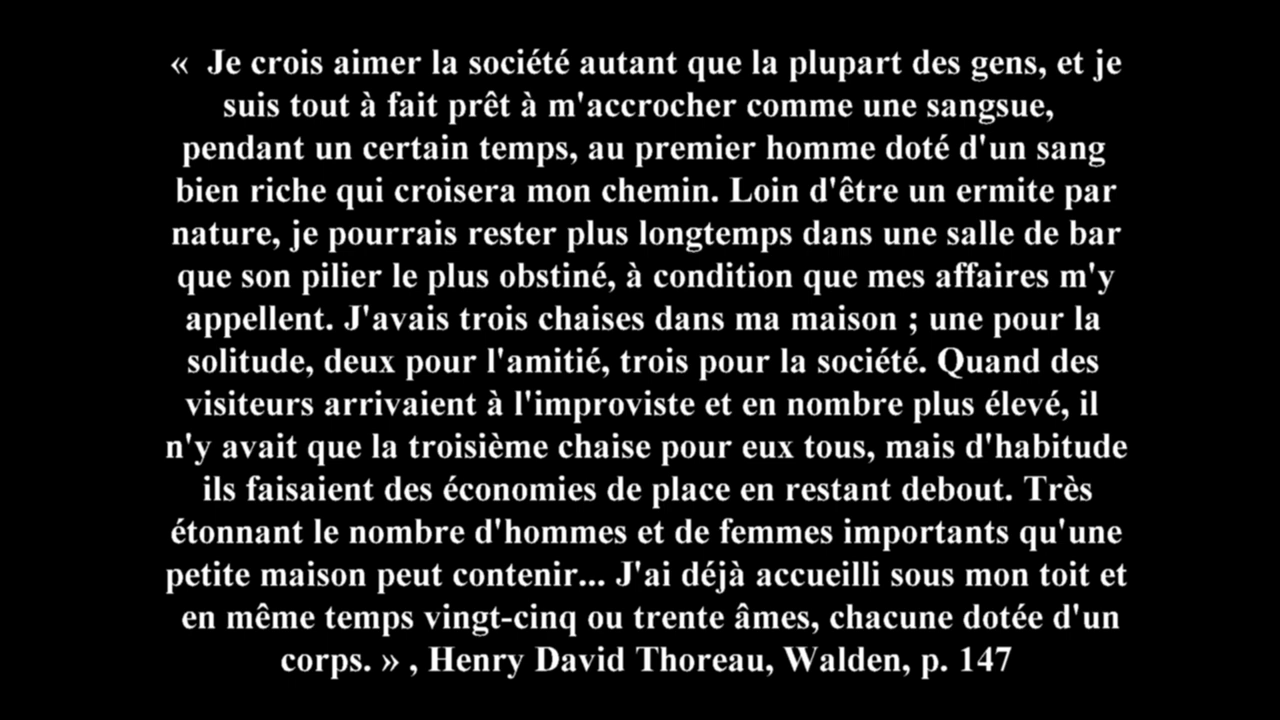 «  Je crois aimer la société autant que la plupart des gens, et je
suis tout à fait prêt à m'accrocher comme une sangsue,
pendant un certain temps, au premier homme doté d'un sang
bien riche qui croisera mon chemin. Loin d'être un ermite par
nature, je pourrais rester plus longtemps dans une salle de bar
que son pilier le plus obstiné, à condition que mes affaires m'y
appellent. J'avais trois chaises dans ma maison ; une pour la
solitude, deux pour l'amitié, trois pour la société. Quand des
visiteurs arrivaient à l'improviste et en nombre plus élevé, il
n'y avait que la troisième chaise pour eux tous, mais d'habitude
ils faisaient des économies de place en restant debout. Très
étonnant le nombre d'hommes et de femmes importants qu'une
petite maison peut contenir... J'ai déjà accueilli sous mon toit et
en même temps vingt-cinq ou trente âmes, chacune dotée d'un
corps. » , Henry David Thoreau, Walden, p. 147